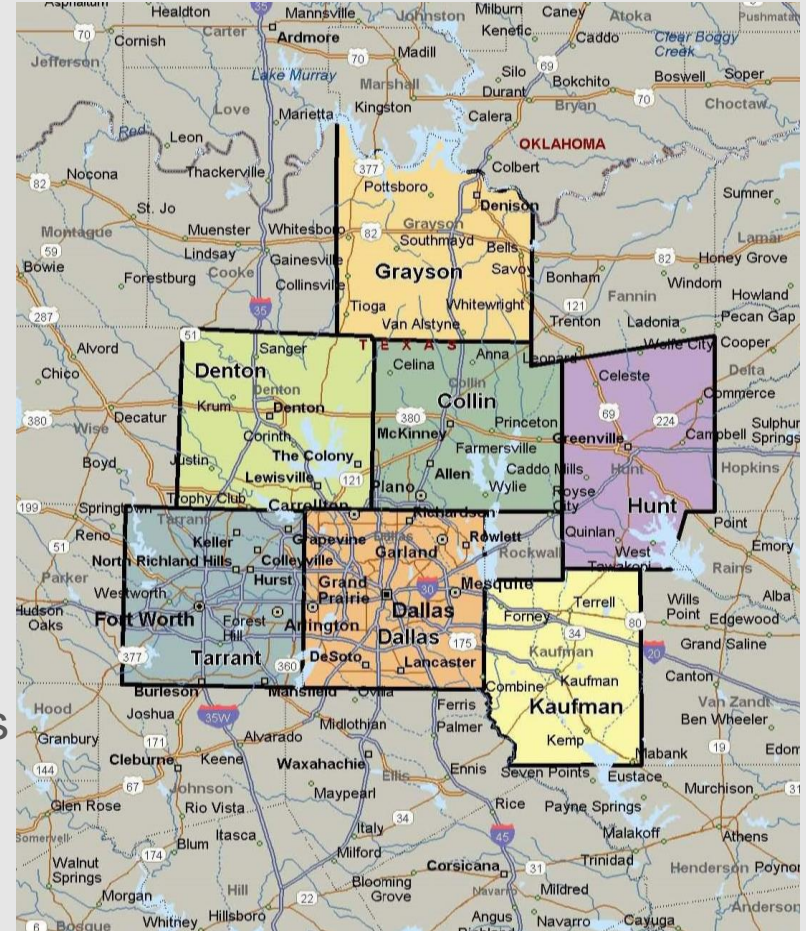 Healdton
Mannsville
Johnston
Milburn
Caney
Atoka
Pushmatah
35
70
Cornish
Carter
Ardmore
Kenefic
Caddo
Clear Boggy
Creek
Madill
70
69
Jefferson
Lake Murray
Marshall
Silo
Bokchito
Boswell
Soper
Durant
Bryan
70
Choctaw
Love
Kingston
Marietta
Calera
Red
Leon
OKLAHOMA
Thackerville
377
Colbert
82
Nocona
Pottsboro
Denison
Sumner
St. Jo
Muenster
Whitesboro
82
Grayson
Montague
Southmayd
Bells
Lamar
59
Lindsay
Gainesville
82
Honey Grove
Bowie
Cooke
Grayson
Savoy
Bonham
Windom
Forestburg
Collinsville
Fannin
Howland
287
35
Tioga
Whitewright
121
Pecan Gap
Van Alstyne
Trenton
Ladonia
51
TEXAS
Wolfe City
Cooper
Alvord
Sanger
Anna
Leonard
Chico
Denton
Celina
Celeste
Delta
Denton
Collin
Commerce
Krum
Denton
Collin
69
380
Decatur
380
Princeton
224
Sulphur
Springs
Wise
Corinth
McKinney
Greenville
Campbell
Boyd
Justin
The Colony
Farmersville
Hunt
Hopkins
Lewisville
121
Allen
Caddo Mills
Plano
Wylie
Royse
City
Trophy Club
Hunt
199
Springtown
Carrollton
Richardson
Point
Tarrant
Reno
Keller
Grapevine
Dallas
Rowlett
Quinlan
51
Garland
Rockwall
West
Tawakoni
Emory
North Richland Hills
Colleyville
Rains
Parker
Hurst
Grand
Prairie
30
Mesquite
Westworth
Terrell
Wills
Point
Alba
Hudson
Oaks
Fort Worth
Forest
Hill
Arlington
Dallas
Forney
80
Edgewood
Dallas
175
34
Grand Saline
377
Tarrant
360
DeSoto
Lancaster
Kaufman
20
Canton
Burleson
Mansfield
Ovilla
Combine
Kaufman
Hood
Joshua
35W
Ferris
Kaufman
Van Zandt
S
Granbury
171
Midlothian
Palmer
Ben Wheeler
Alvarado
Kemp
19
Edom
Cleburne
Keene
Waxahachie
Mabank
144
67
Ellis
Ennis
Seven Points
Eustace
Johnson
Maypearl
Murchison
31
Glen Rose
Rio Vista
Rice
Payne Springs
34
Somervell
Itasca
Italy
45
Malakoff
Athens
174
Blum
Walnut
Springs
Milford
Trinidad
Corsicana
31
Henderson
Poynor
Morgan
Hill
Blooming
Grove
Navarro
Mildred
22
Anderson
6
Bosque
Whitney
Hillsboro
Angus
Navarro
Cayuga